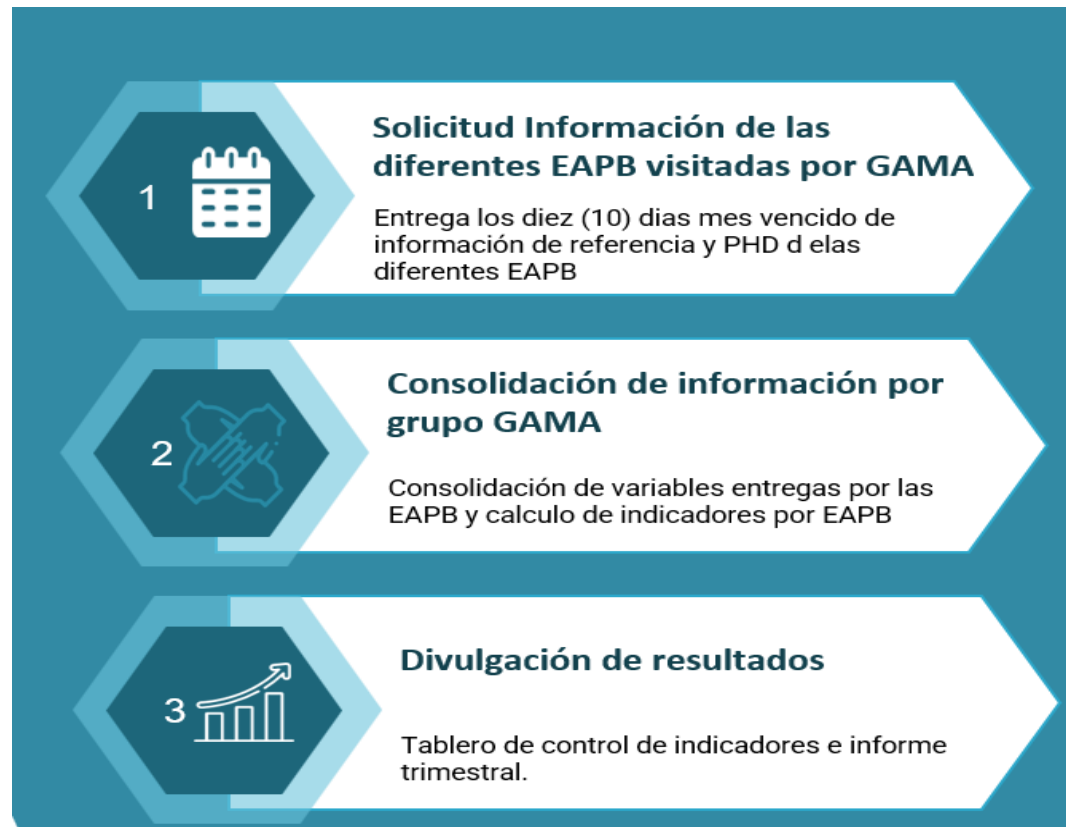 1
Solicitud Información de las
diferentes EAPB visitadas por GAMA
Entrega los diez (10) dias mes vencido de
información de referencia y PHD d elas
diferentes EAPB
2
Consolidación de información por
grupo GAMA
Consolidación de variables entregas por las
EAPB y calculo de indicadores por EAPB
3
Divulgación de resultados
Tablero de control de indicadores e informe
trimestral.